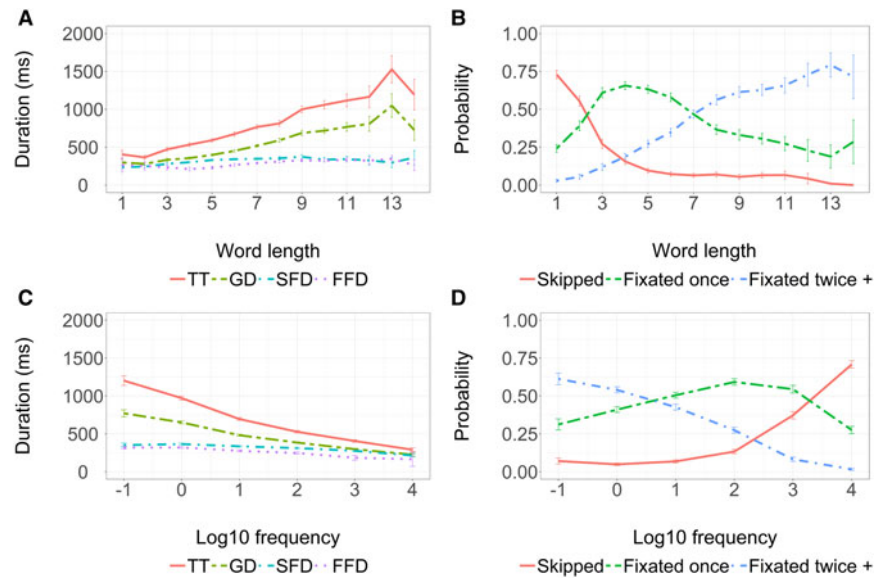 A
2000
1500
1000
500
0
Duration (ms)
1 3 5 7 9 11 13
Word length
TT GD SFD FFD
B
1.00
0.75
0.50
0.25
0.00
Probability
1 3 5 7 9 11 13
Word length
Skipped Fixated once Fixated twice +
C
2000
1500
1000
500
0
Duration (ms)
-1 0 1 2 3 4
Log10 frequency
TT GD SFD FFD
D
1.00
0.75
0.50
0.25
0.00
Probability
-1 0 1 2 3 4
Log10 frequency
Skipped Fixated once Fixated twice +